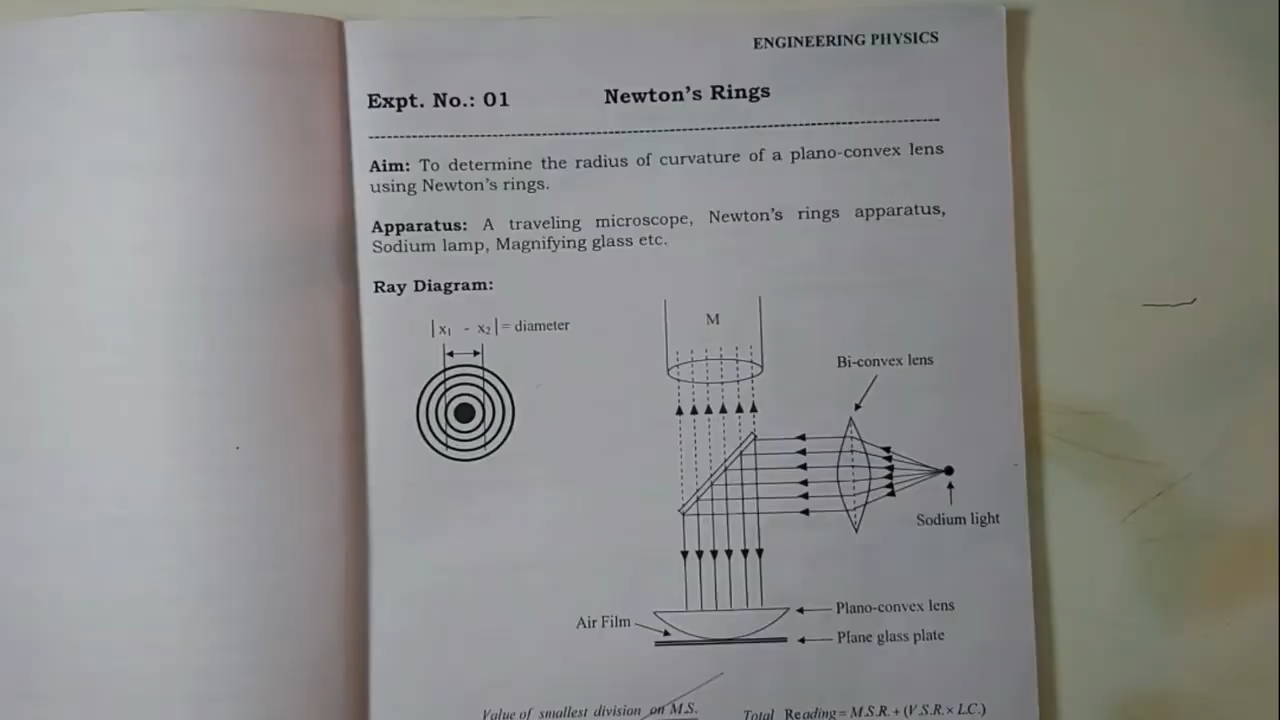 ENGINEERING PHYSICS
Expt. No.: 01 Newton's Rings
Aim: To determine the radius of curvature of a plano-convex lens
using Newton's rings.
Apparatus: A traveling microscope, Newton's rings apparatus,
Sodium lamp, Magnifying glass etc.
Ray Diagram:
|x₁ - x₂| = diameter
M
Bi-convex lens
Sodium light
Plano-convex lens
Air Film
Plane glass plate
Value of smallest division on M.S.
Total Reading = M.S.R. + (V.S.R. × L.C.)